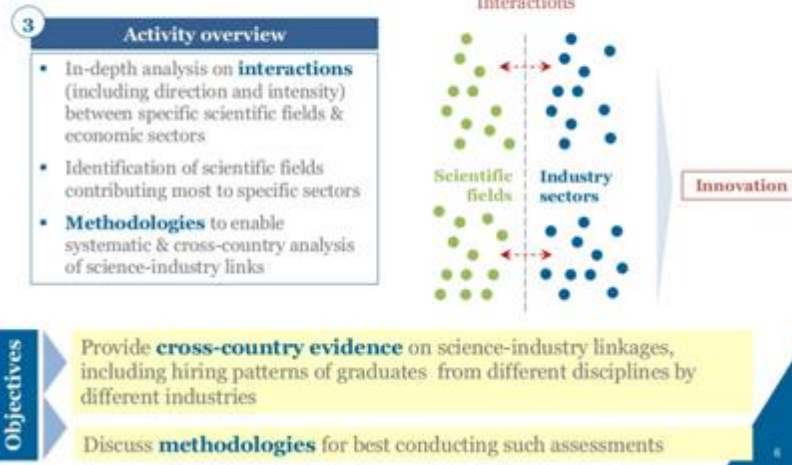 Interactions
3
Activity overview
▪ In-depth analysis on interactions
(including direction and intensity)
between specific scientific fields &
economic sectors
▪ Identification of scientific fields
contributing most to specific sectors
▪ Methodologies to enable
systematic & cross-country analysis
of science-industry links
Scientific
fields
Industry
sectors
Innovation
Objectives
Provide cross-country evidence on science-industry linkages,
including hiring patterns of graduates from different disciplines by
different industries
Discuss methodologies for best conducting such assessments
6